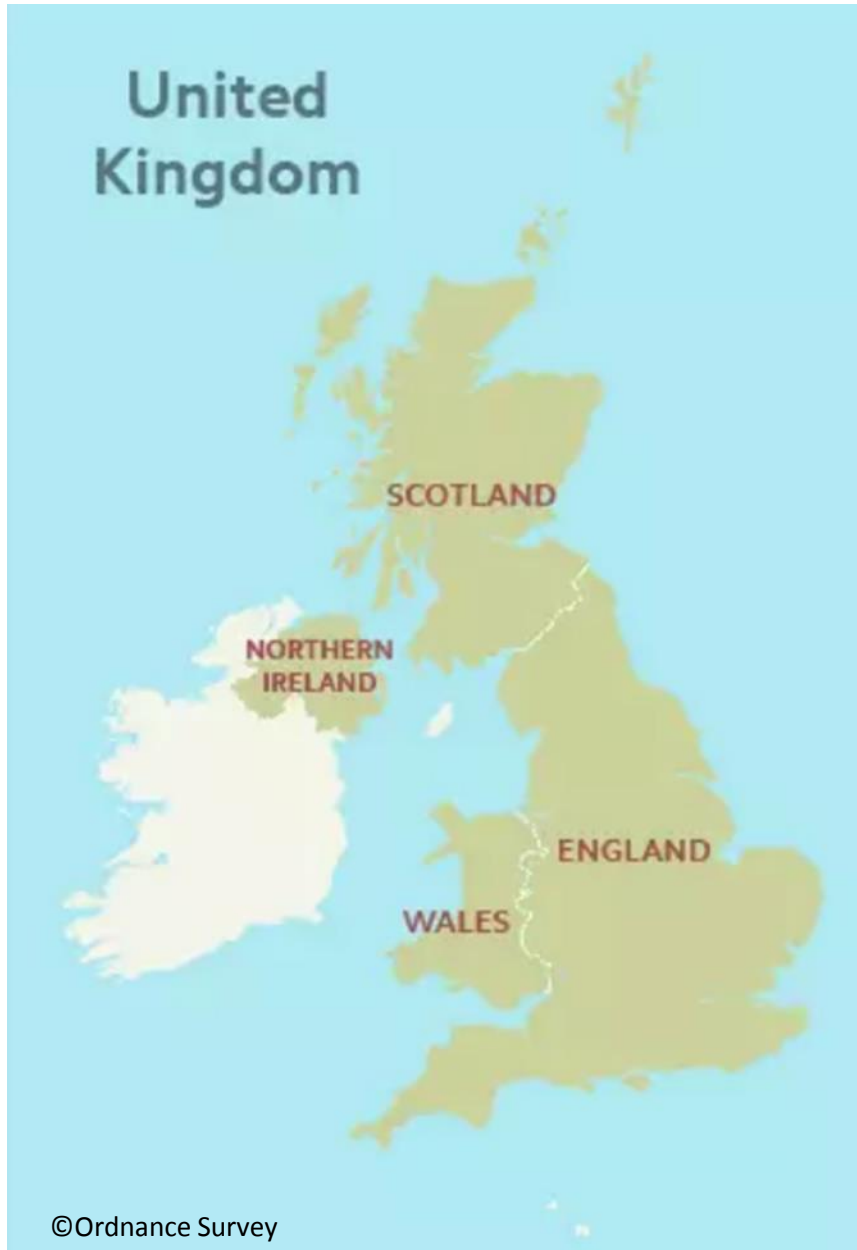 United
Kingdom
SCOTLAND
NORTHERN
IRELAND
ENGLAND
WALES
©Ordnance Survey